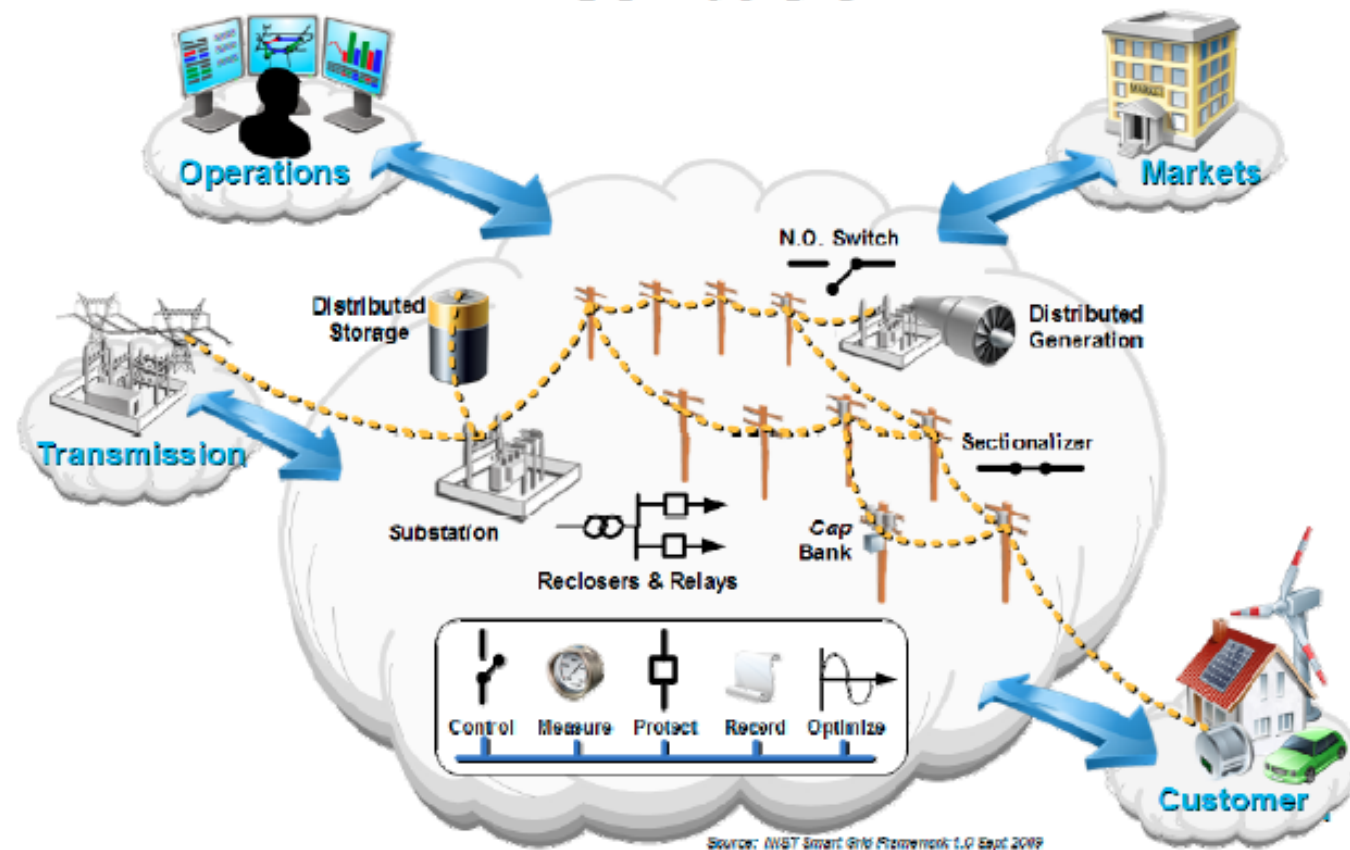 Operations
MARKET
Markets
N.O. Switch
Distributed
Storage
Distributed
Generation
Transmission
Sectionalizer
Substation
Cap
Bank
Reclosers & Relays
Control
Measure
Protect
Record
Optimize
Customer
Source: NIST Smart Grid Framework 1.0 Sept 2009